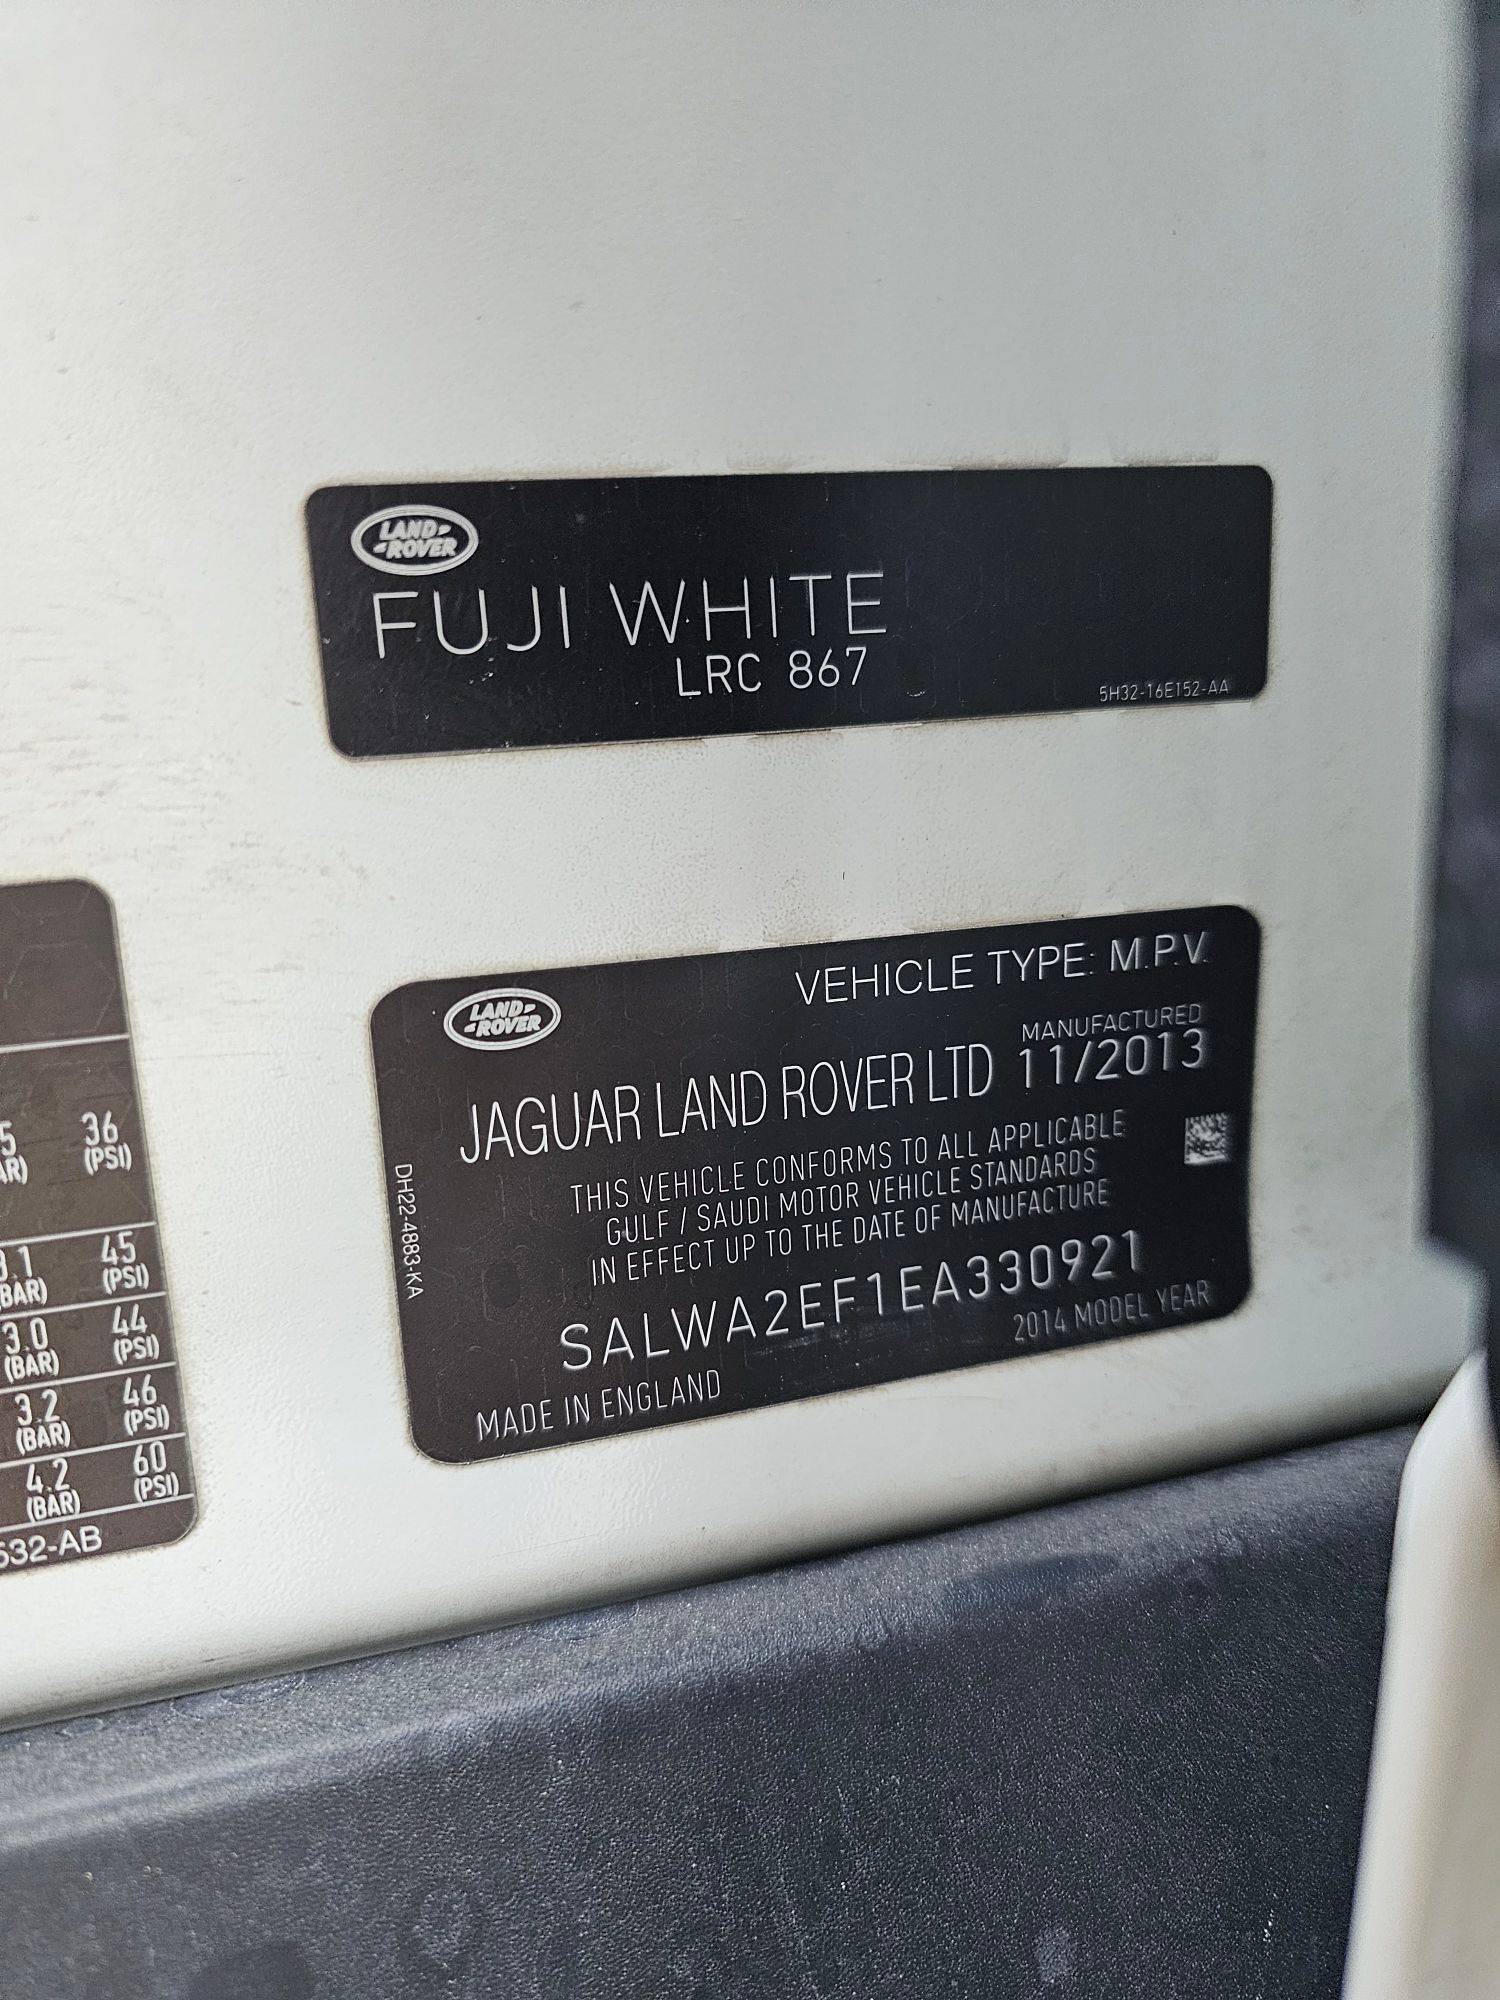 LAND
ROVER
FUJI WHITE
LRC 867
5H32-16E152-AA
LAND
ROVER
VEHICLE TYPE: M.P.V.
MANUFACTURED
JAGUAR LAND ROVER LTD 11/2013
THIS VEHICLE CONFORMS TO ALL APPLICABLE
GULF / SAUDI MOTOR VEHICLE STANDARDS
IN EFFECT UP TO THE DATE OF MANUFACTURE
DH22-4883-KA
SALWA2EF1EA330921
2014 MODEL YEAR
MADE IN ENGLAND
36
(PSI)
45
(BAR) (PSI)
3.0 44
(BAR) (PSI)
3.2 46
(BAR) (PSI)
4.2 60
(BAR) (PSI)
532-AB